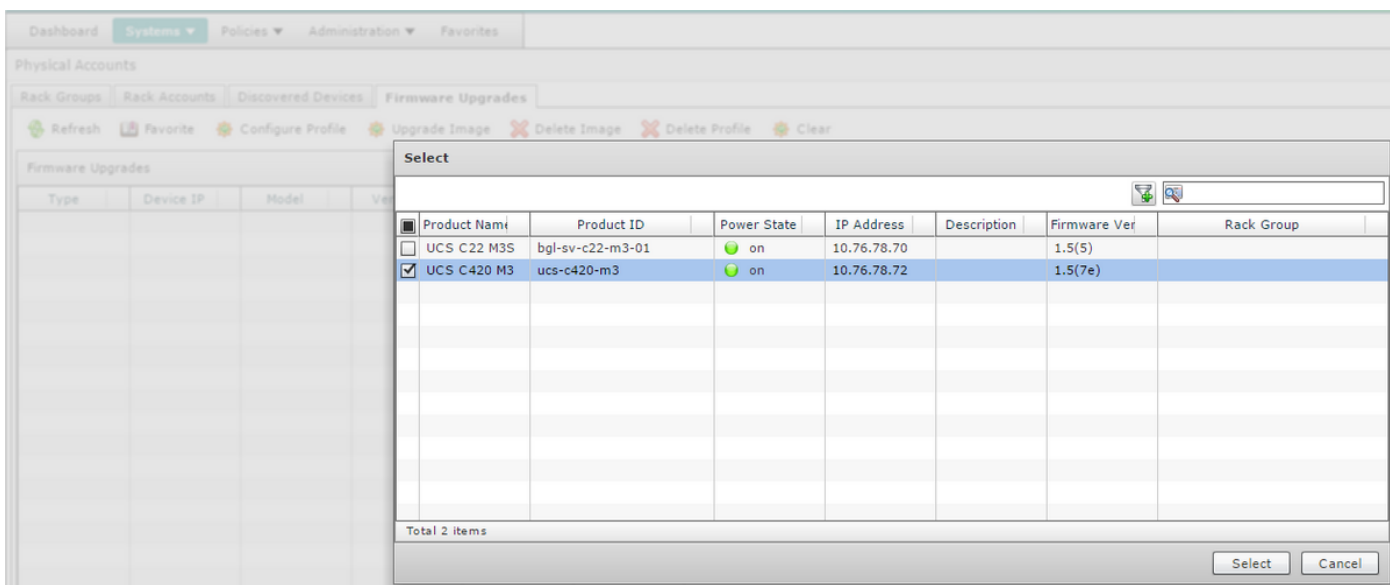 Dashboard Systems Policies Administration Favorites
Physical Accounts
Rack Groups Rack Accounts Discovered Devices Firmware Upgrades
Refresh Favorite Configure Profile Upgrade Image Delete Image Delete Profile Clear
Firmware Upgrades
Type Device IP Model Ver
Select
Product Name Product ID Power State IP Address Description Firmware Ver Rack Group
UCS C22 M3S bgl-sv-c22-m3-01 on 10.76.78.70 1.5(5)
UCS C420 M3 ucs-c420-m3 on 10.76.78.72 1.5(7e)
Total 2 items
Select Cancel